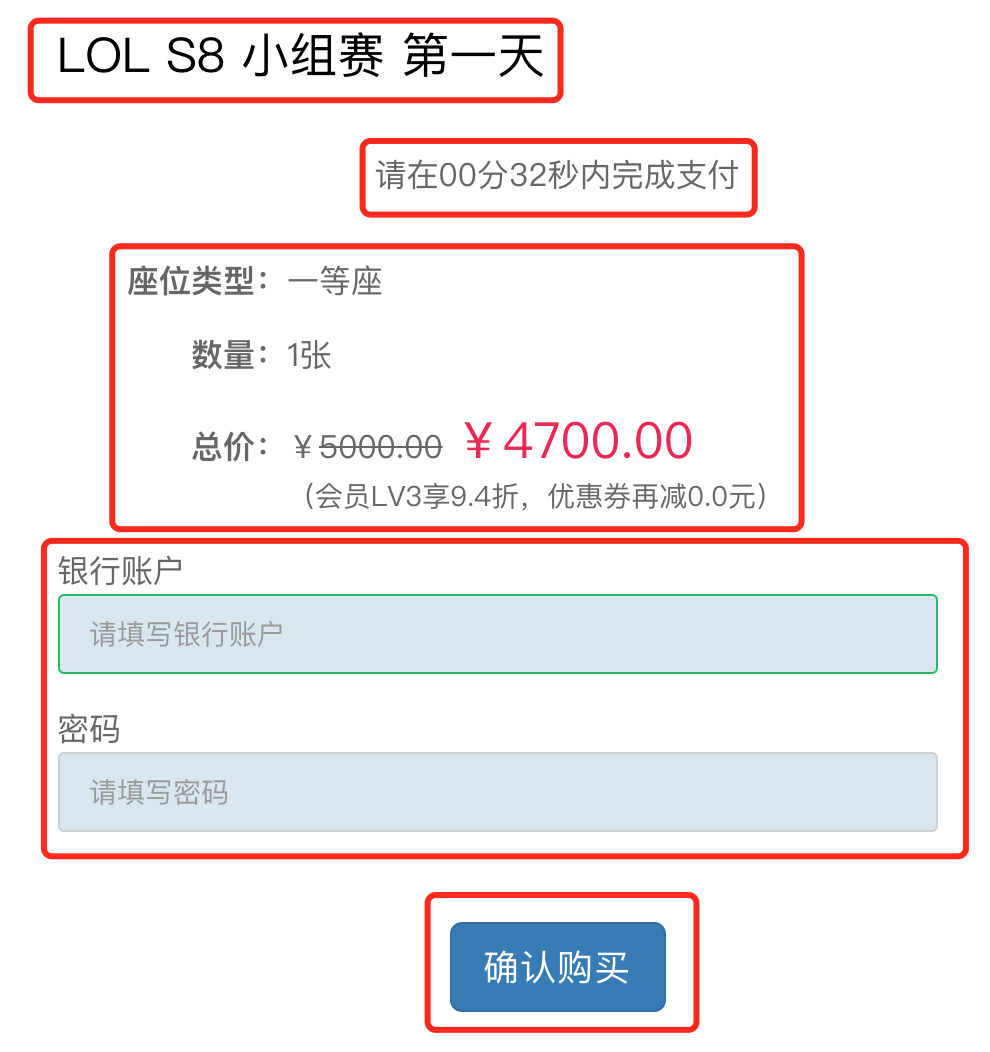 LOL S8 小组赛 第一天
请在00分32秒内完成支付
座位类型：一等座
数量：1张
总价：￥5000.00 ￥4700.00
（会员LV3享9.4折，优惠券再减0.0元）
银行账户
请填写银行账户
密码
请填写密码
确认购买